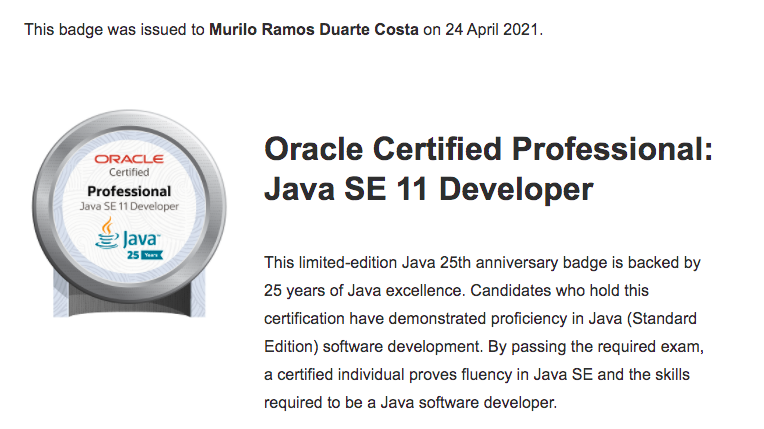 This badge was issued to Murilo Ramos Duarte Costa on 24 April 2021.
ORACLE
Certified
Professional
Java SE 11 Developer
Java™
25 Years
Oracle Certified Professional:
Java SE 11 Developer
This limited-edition Java 25th anniversary badge is backed by
25 years of Java excellence. Candidates who hold this
certification have demonstrated proficiency in Java (Standard
Edition) software development. By passing the required exam,
a certified individual proves fluency in Java SE and the skills
required to be a Java software developer.